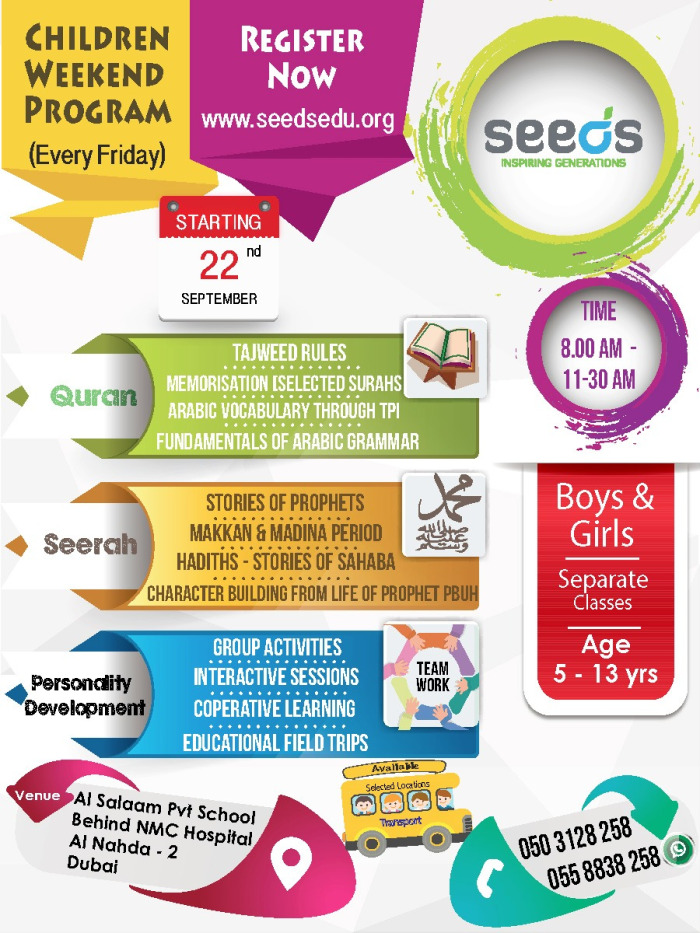 CHILDREN
WEEKEND
PROGRAM
(Every Friday)
REGISTER
NOW
www.seedsedu.org
seeds
INSPIRING GENERATIONS
STARTING
22nd
SEPTEMBER
TIME
8.00 AM -
11-30 AM
Quran
TAJWEED RULES
MEMORISATION [SELECTED SURAHS
ARABIC VOCABULARY THROUGH TPI
FUNDAMENTALS OF ARABIC GRAMMAR
Boys &
Girls
Separate
Classes
Age
5 - 13 yrs
Seerah
STORIES OF PROPHETS
MAKKAN & MADINA PERIOD
HADITHS - STORIES OF SAHABA
CHARACTER BUILDING FROM LIFE OF PROPHET PBUH
محمد
صلى الله
عليه
وسلم
Personality
Development
GROUP ACTIVITIES
INTERACTIVE SESSIONS
COPERATIVE LEARNING
EDUCATIONAL FIELD TRIPS
TEAM
WORK
Venue
Al Salaam Pvt School
Behind NMC Hospital
Al Nahda - 2
Dubai
Available
Selected Locations
Transport
050 3128 258
055 8838 258